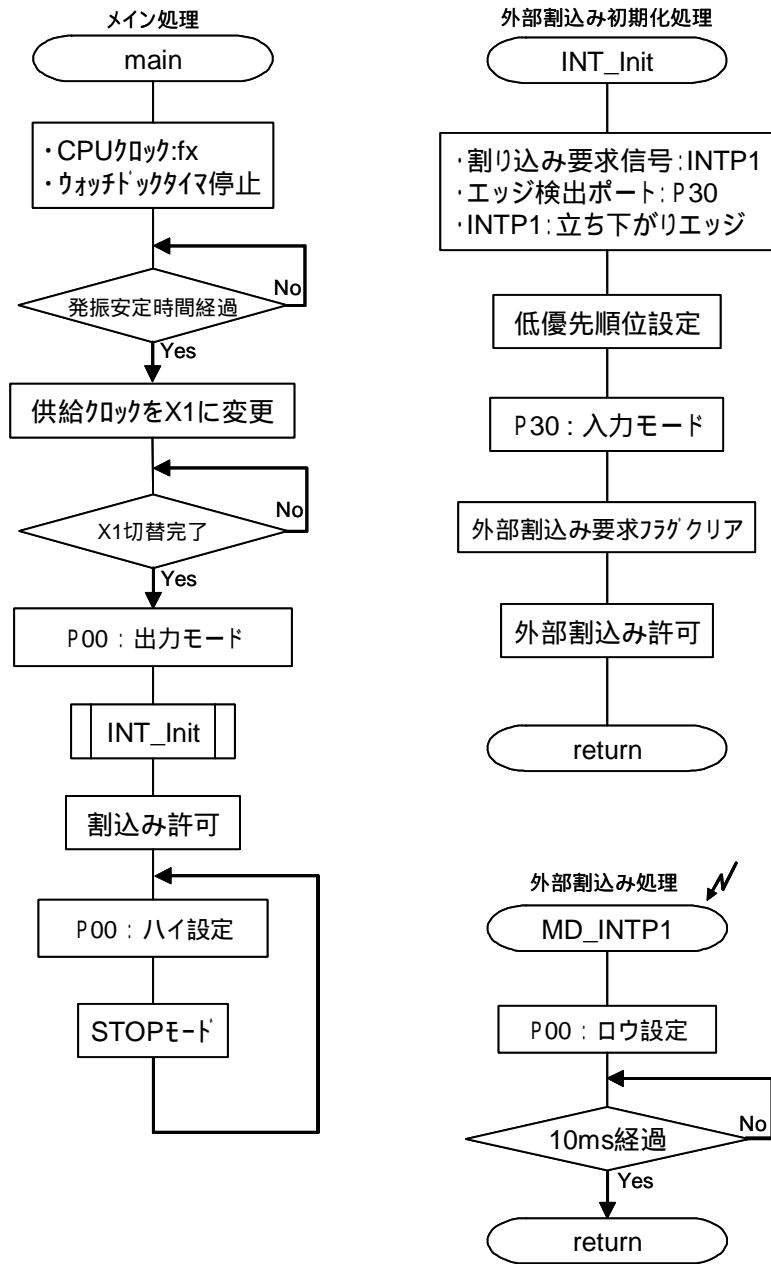 メイン処理
main
・CPUクロック:fx
・ウォッチドックタイマ停止
発振安定時間経過
No
Yes
供給クロックをX1に変更
X1切替完了
No
Yes
P00：出力モード
INT_Init
割込み許可
P00：ハイ設定
STOPモード
外部割込み初期化処理
INT_Init
・割り込み要求信号:INTP1
・エッジ検出ポート:P30
・INTP1:立ち下がりエッジ
低優先順位設定
P30：入力モード
外部割込み要求フラグクリア
外部割込み許可
return
外部割込み処理
MD_INTP1
P00：ロウ設定
10ms経過
No
Yes
return